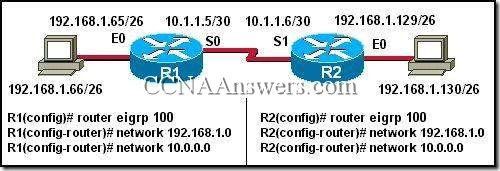 192.168.1.65/26
10.1.1.5/30
10.1.1.6/30
192.168.1.129/26
E0
S0
S1
E0
R1
R2
192.168.1.66/26
CCNAAnswers.com
192.168.1.130/26
R1(config)# router eigrp 100
R1(config-router)# network 192.168.1.0
R1(config-router)# network 10.0.0.0
R2(config)# router eigrp 100
R2(config-router)# network 192.168.1.0
R2(config-router)# network 10.0.0.0